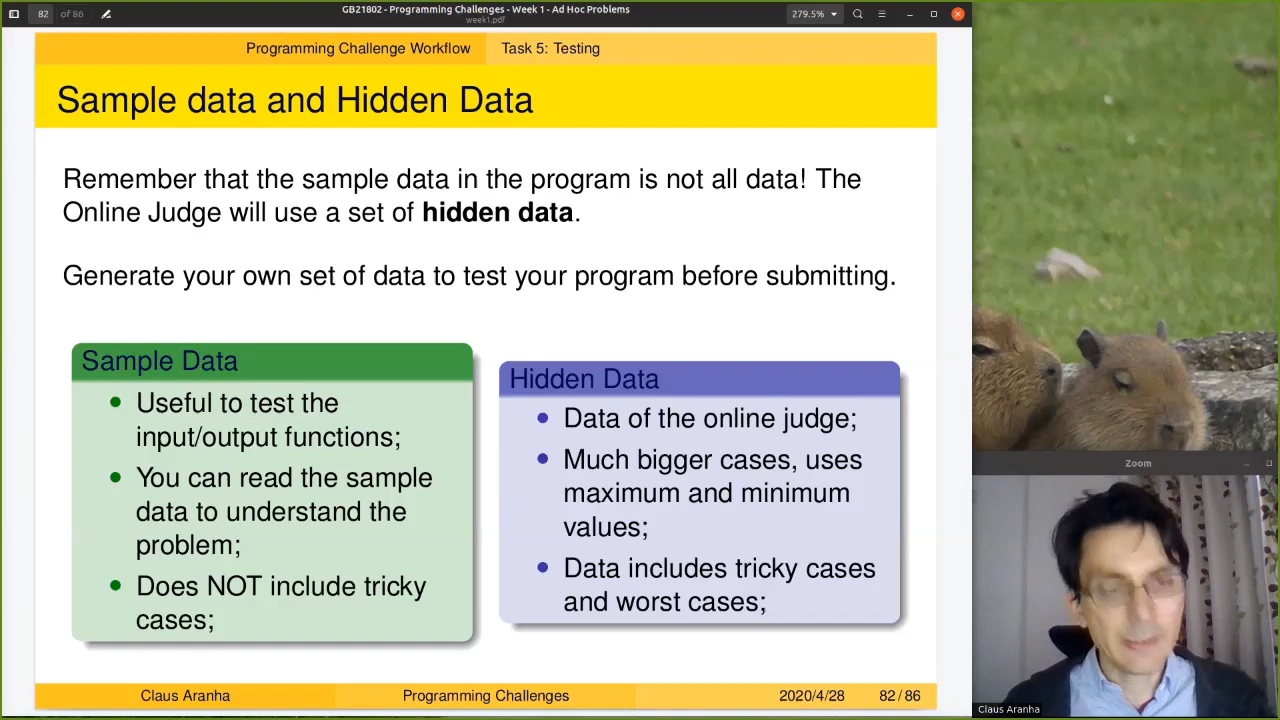 82 of 86
GB21802 - Programming Challenges - Week 1 - Ad Hoc Problems
week1.pdf
279.5%
Programming Challenge Workflow
Task 5: Testing
Sample data and Hidden Data
Remember that the sample data in the program is not all data! The
Online Judge will use a set of hidden data.
Generate your own set of data to test your program before submitting.
Sample Data
Useful to test the
input/output functions;
You can read the sample
data to understand the
problem;
Does NOT include tricky
cases;
Hidden Data
Data of the online judge;
Much bigger cases, uses
maximum and minimum
values;
Data includes tricky cases
and worst cases;
Claus Aranha
Programming Challenges
2020/4/28
82 / 86
Zoom
Claus Aranha